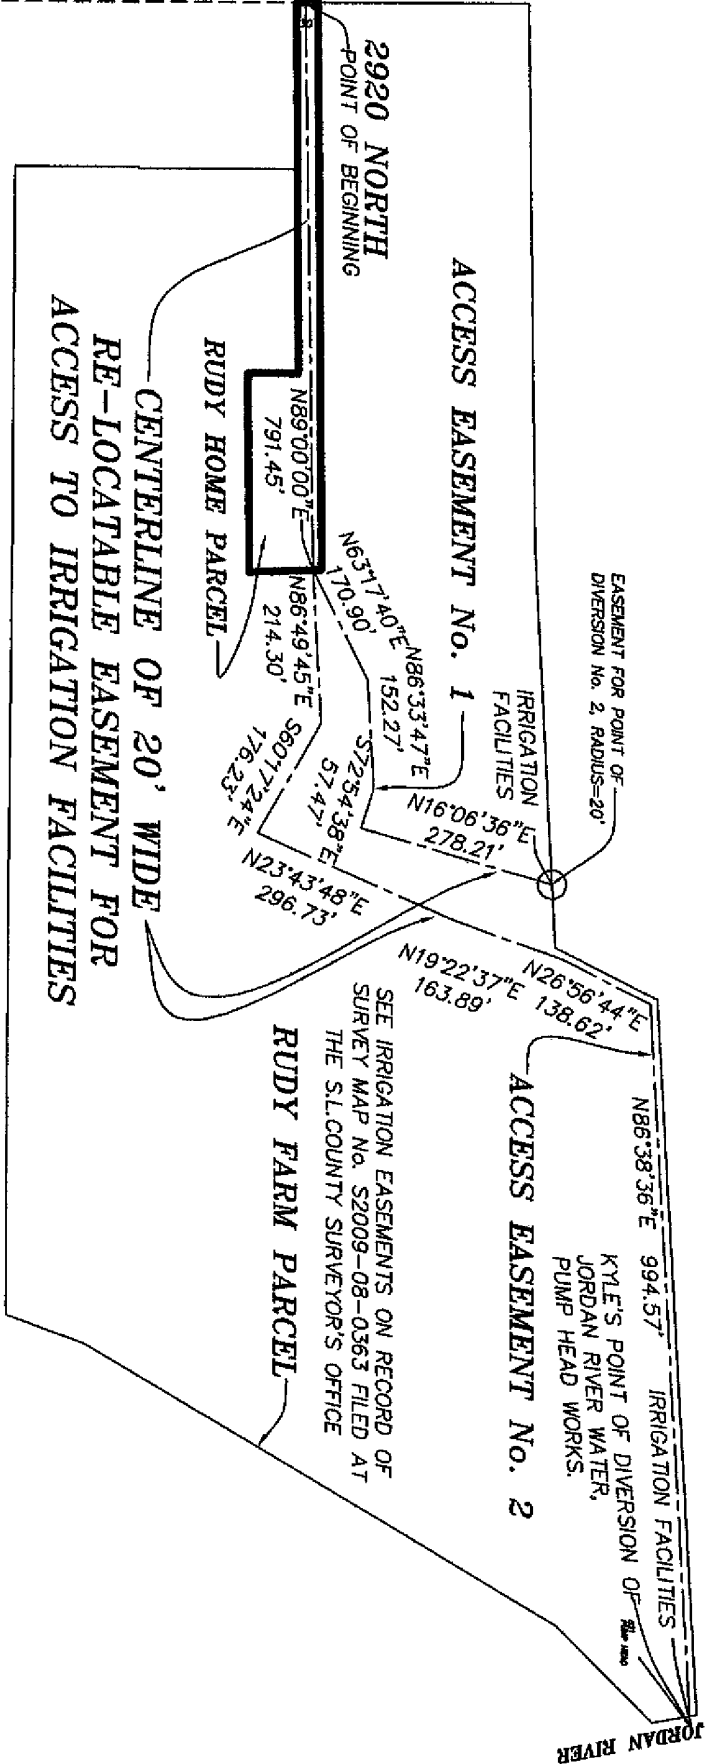 2920 NORTH
POINT OF BEGINNING
ACCESS EASEMENT No. 1
EASEMENT FOR POINT OF
DIVERSION No. 2, RADIUS=20'
IRRIGATION
FACILITIES
N16°06'36"E
278.21'
N63°17'40"E
170.90'
N86°33'47"E
152.27'
S72°54'38"E
57.47'
N89°00'00"E
791.45'
RUDY HOME PARCEL
N86°49'45"E
214.30'
S60°17'24"E
176.23'
N23°43'48"E
296.73'
N19°22'37"E
163.89'
N26°56'44"E
138.62'
N86°38'36"E 994.57'
IRRIGATION FACILITIES
KYLE'S POINT OF DIVERSION OF
JORDAN RIVER WATER,
PUMP HEAD WORKS.
ACCESS EASEMENT No. 2
CENTERLINE OF 20' WIDE
RE-LOCATABLE EASEMENT FOR
ACCESS TO IRRIGATION FACILITIES
SEE IRRIGATION EASEMENTS ON RECORD OF
SURVEY MAP No. S2009-08-0363 FILED AT
THE S.L.COUNTY SURVEYOR'S OFFICE
RUDY FARM PARCEL
PUMP HEAD
JORDAN RIVER